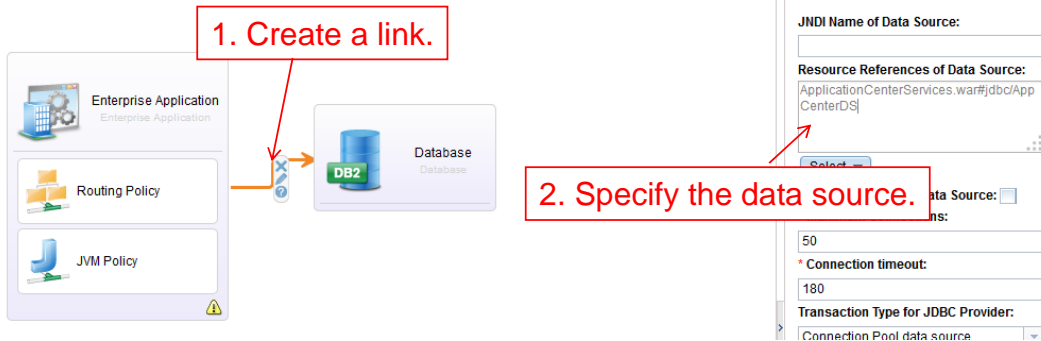 1. Create a link.
JNDI Name of Data Source:
Enterprise Application
Enterprise Application
Resource References of Data Source:
ApplicationCenterServices.war#jdbc/App
CenterDS
Database
Database
DB2
Routing Policy
2. Specify the data source.
ata Source:
50
* Connection timeout:
180
JVM Policy
Transaction Type for JDBC Provider:
Connection Pool data source